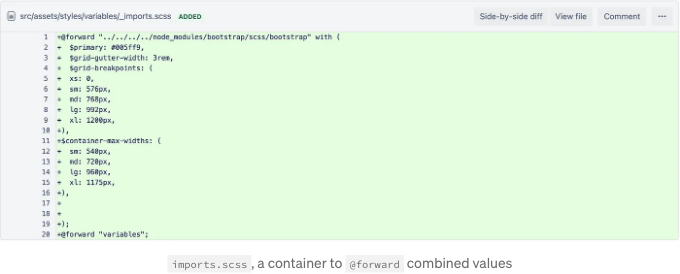 src/assets/styles/variables/_imports.scss ADDED Side-by-side diff View file Comment ...
1 +@forward "../../../../node_modules/bootstrap/scss/bootstrap" with (
2 + $primary: #005ff9,
3 + $grid-gutter-width: 3rem,
4 + $grid-breakpoints: (
5 + xs: 0,
6 + sm: 576px,
7 + md: 768px,
8 + lg: 992px,
9 + xl: 1200px,
10 +),
11 +$container-max-widths: (
12 + sm: 540px,
13 + md: 720px,
14 + lg: 960px,
15 + xl: 1175px,
16 +),
17 +
18 +
19 +);
20 +@forward "variables";
imports.scss, a container to @forward combined values